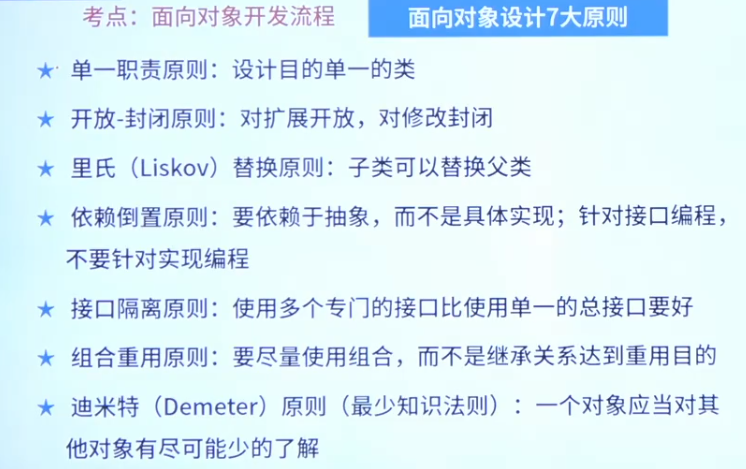 考点：面向对象开发流程
面向对象设计7大原则
★ 单一职责原则：设计目的单一的类
★ 开放-封闭原则：对扩展开放，对修改封闭
★ 里氏（Liskov）替换原则：子类可以替换父类
★ 依赖倒置原则：要依赖于抽象，而不是具体实现；针对接口编程，
不要针对实现编程
★ 接口隔离原则：使用多个专门的接口比使用单一的总接口要好
★ 组合重用原则：要尽量使用组合，而不是继承关系达到重用目的
★ 迪米特（Demeter）原则（最少知识法则）：一个对象应当对其
他对象有尽可能少的了解